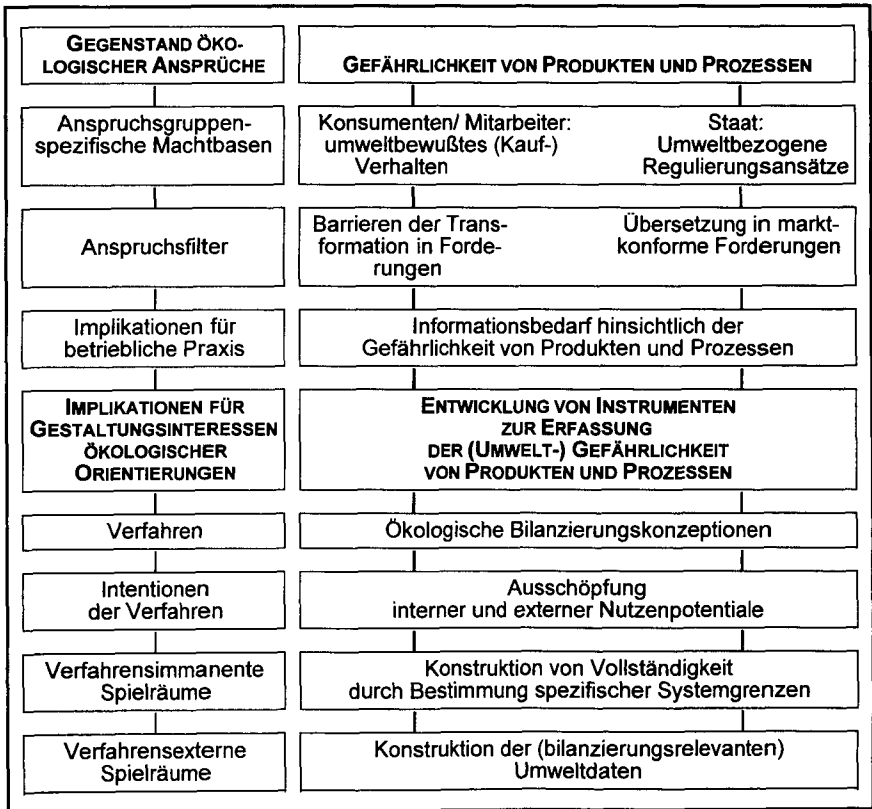 GEGENSTAND ÖKO-
LOGISCHER ANSPRÜCHE
GEFÄHRLICHKEIT VON PRODUKTEN UND PROZESSEN
Anspruchsgruppen-
spezifische Machtbasen
Konsumenten/ Mitarbeiter:
umweltbewußtes (Kauf-)
Verhalten
Staat:
Umweltbezogene
Regulierungsansätze
Anspruchsfilter
Barrieren der Trans-
formation in Forde-
rungen
Übersetzung in markt-
konforme Forderungen
Implikationen für
betriebliche Praxis
Informationsbedarf hinsichtlich der
Gefährlichkeit von Produkten und Prozessen
IMPLIKATIONEN FÜR
GESTALTUNGSINTERESSEN
ÖKOLOGISCHER
ORIENTIERUNGEN
ENTWICKLUNG VON INSTRUMENTEN
ZUR ERFASSUNG
DER (UMWELT-) GEFÄHRLICHKEIT
VON PRODUKTEN UND PROZESSEN
Verfahren
Ökologische Bilanzierungskonzeptionen
Intentionen
der Verfahren
Ausschöpfung
interner und externer Nutzenpotentiale
Verfahrensimmanente
Spielräume
Konstruktion von Vollständigkeit
durch Bestimmung spezifischer Systemgrenzen
Verfahrensexterne
Spielräume
Konstruktion der (bilanzierungsrelevanten)
Umweltdaten